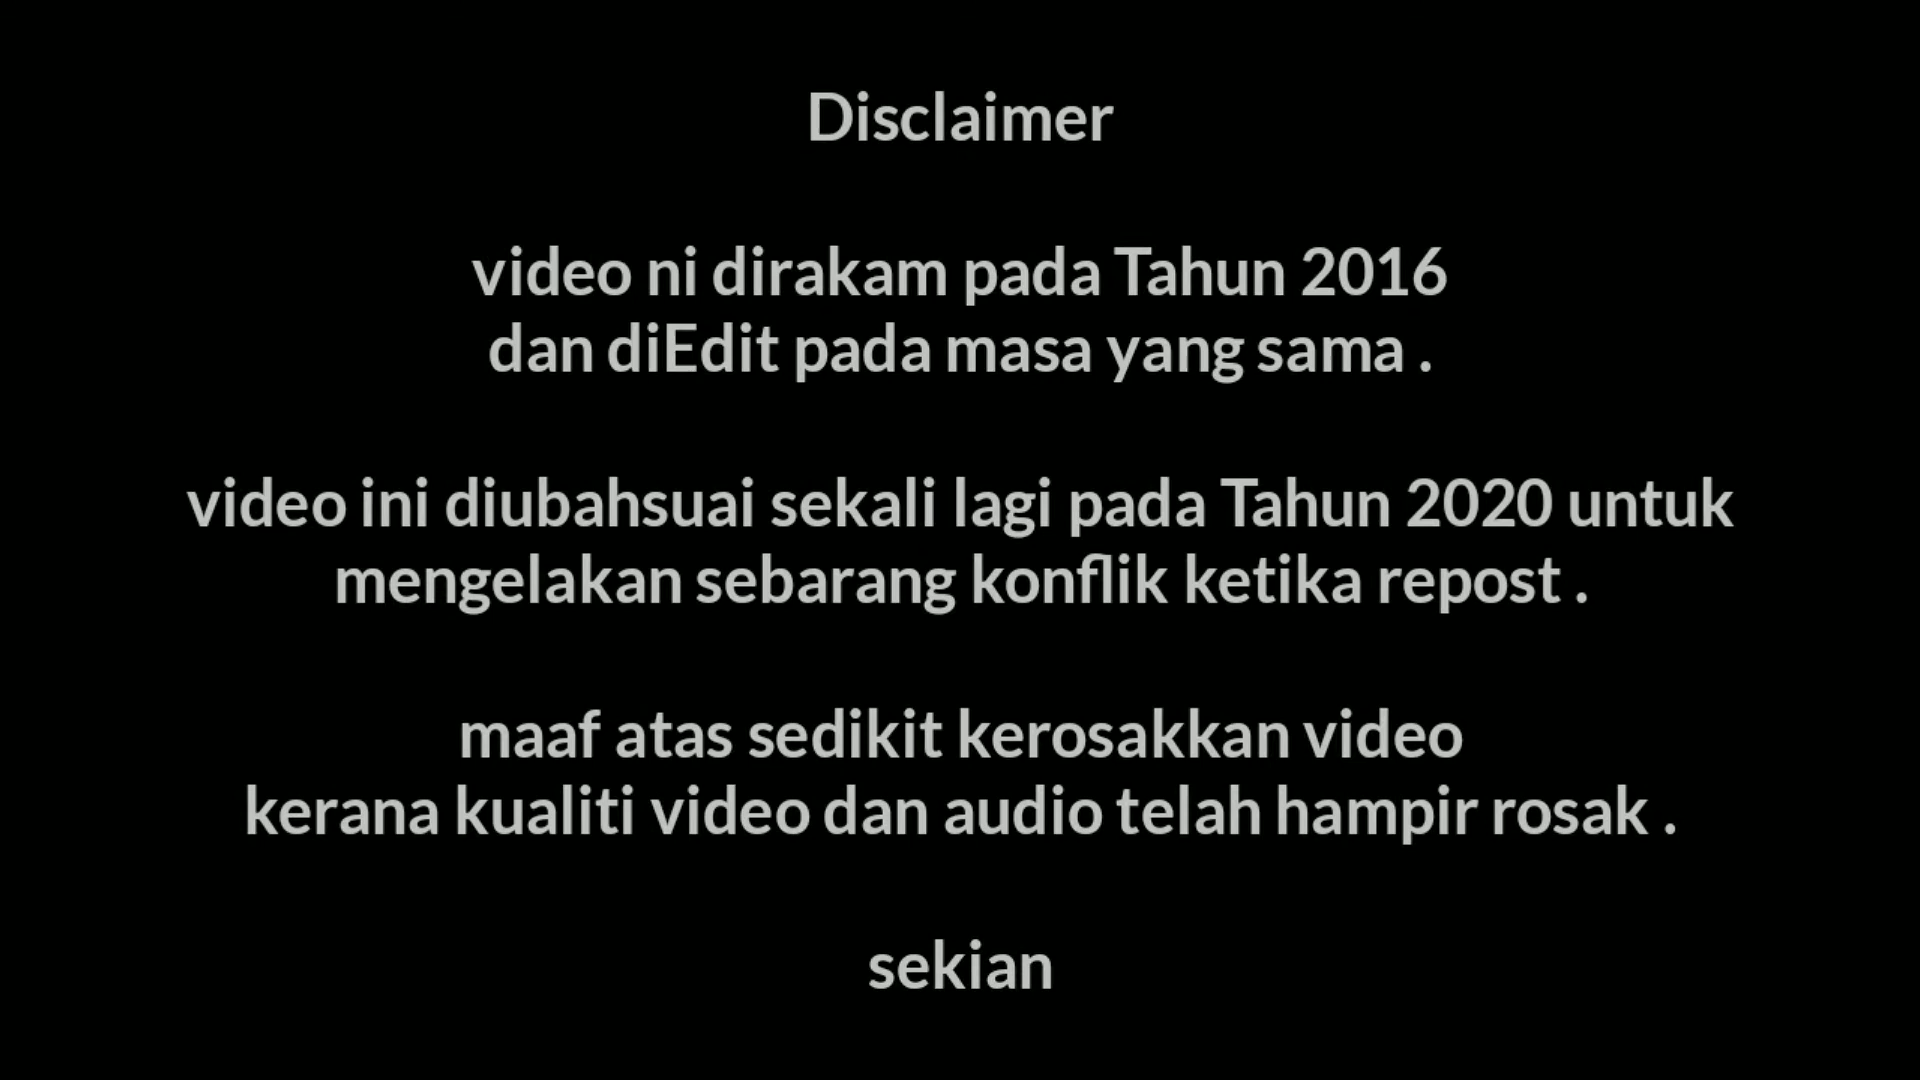 Disclaimer
video ni dirakam pada Tahun 2016
dan diEdit pada masa yang sama .
video ini diubahsuai sekali lagi pada Tahun 2020 untuk
mengelakan sebarang konflik ketika repost .
maaf atas sedikit kerosakkan video
kerana kualiti video dan audio telah hampir rosak .
sekian